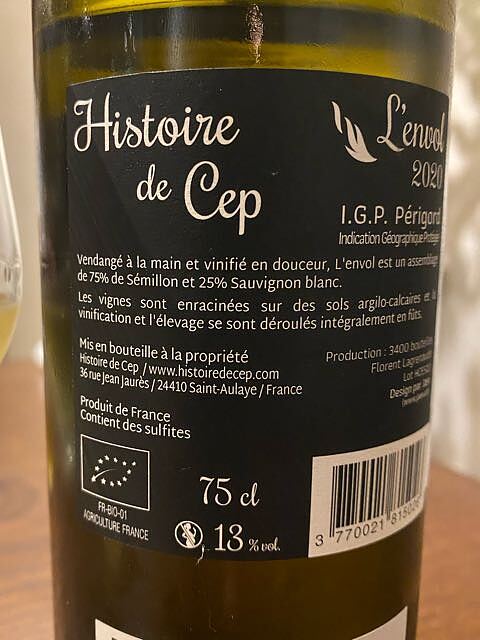 Histoire
de Cep
L'envol
2020
I.G.P. Périgord
Indication Géographique Protégée
Vendangé à la main et vinifié en douceur, L'envol est un assemblage
de 75% de Sémillon et 25% Sauvignon blanc.
Les vignes sont enracinées sur des sols argilo-calcaires et la
vinification et l'élevage se sont déroulés intégralement en fûts.
Mis en bouteille à la propriété
Histoire de Cep / www.histoiredecep.com
36 rue Jean Jaurès / 24410 Saint-Aulaye / France
Production : 3400 bouteilles
Florent
Lot
Design par
Produit de France
Contient des sulfites
FR-BIO-01
AGRICULTURE FRANCE
75 cl
13 % vol.
3 770021